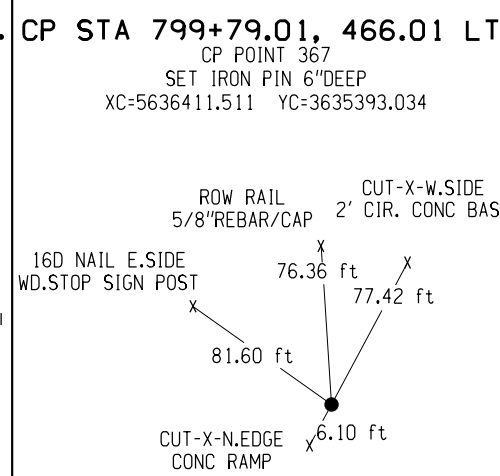 . CP STA 799+79.01, 466.01 LT
CP POINT 367
SET IRON PIN 6"DEEP
XC=5636411.511 YC=3635393.034
ROW RAIL
5/8"REBAR/CAP
CUT-X-W.SIDE
2' CIR. CONC BAS
16D NAIL E.SIDE
WD.STOP SIGN POST
76.36 ft
77.42 ft
81.60 ft
6.10 ft
CUT-X-N.EDGE
CONC RAMP